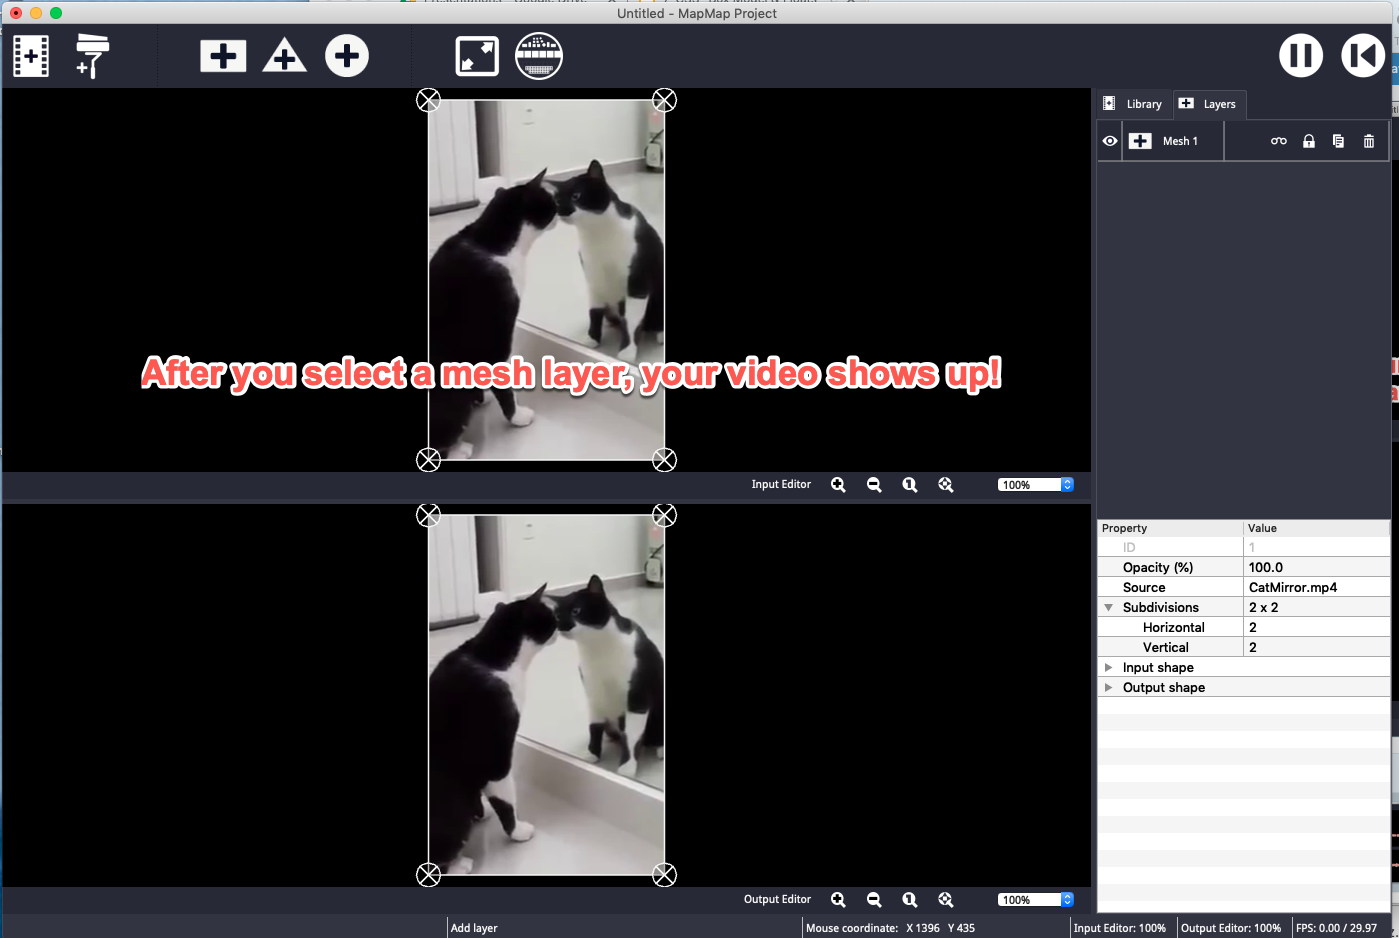 Untitled - MapMap Project
Library
Layers
Mesh 1
After you select a mesh layer, your video shows up!
Input Editor
100%
Property Value
ID 1
Opacity (%) 100.0
Source CatMirror.mp4
Subdivisions 2 x 2
Horizontal 2
Vertical 2
Input shape
Output shape
Output Editor
100%
Add layer
Mouse coordinate: X 1396 Y 435
Input Editor: 100%
Output Editor: 100%
FPS: 0.00 / 29.97